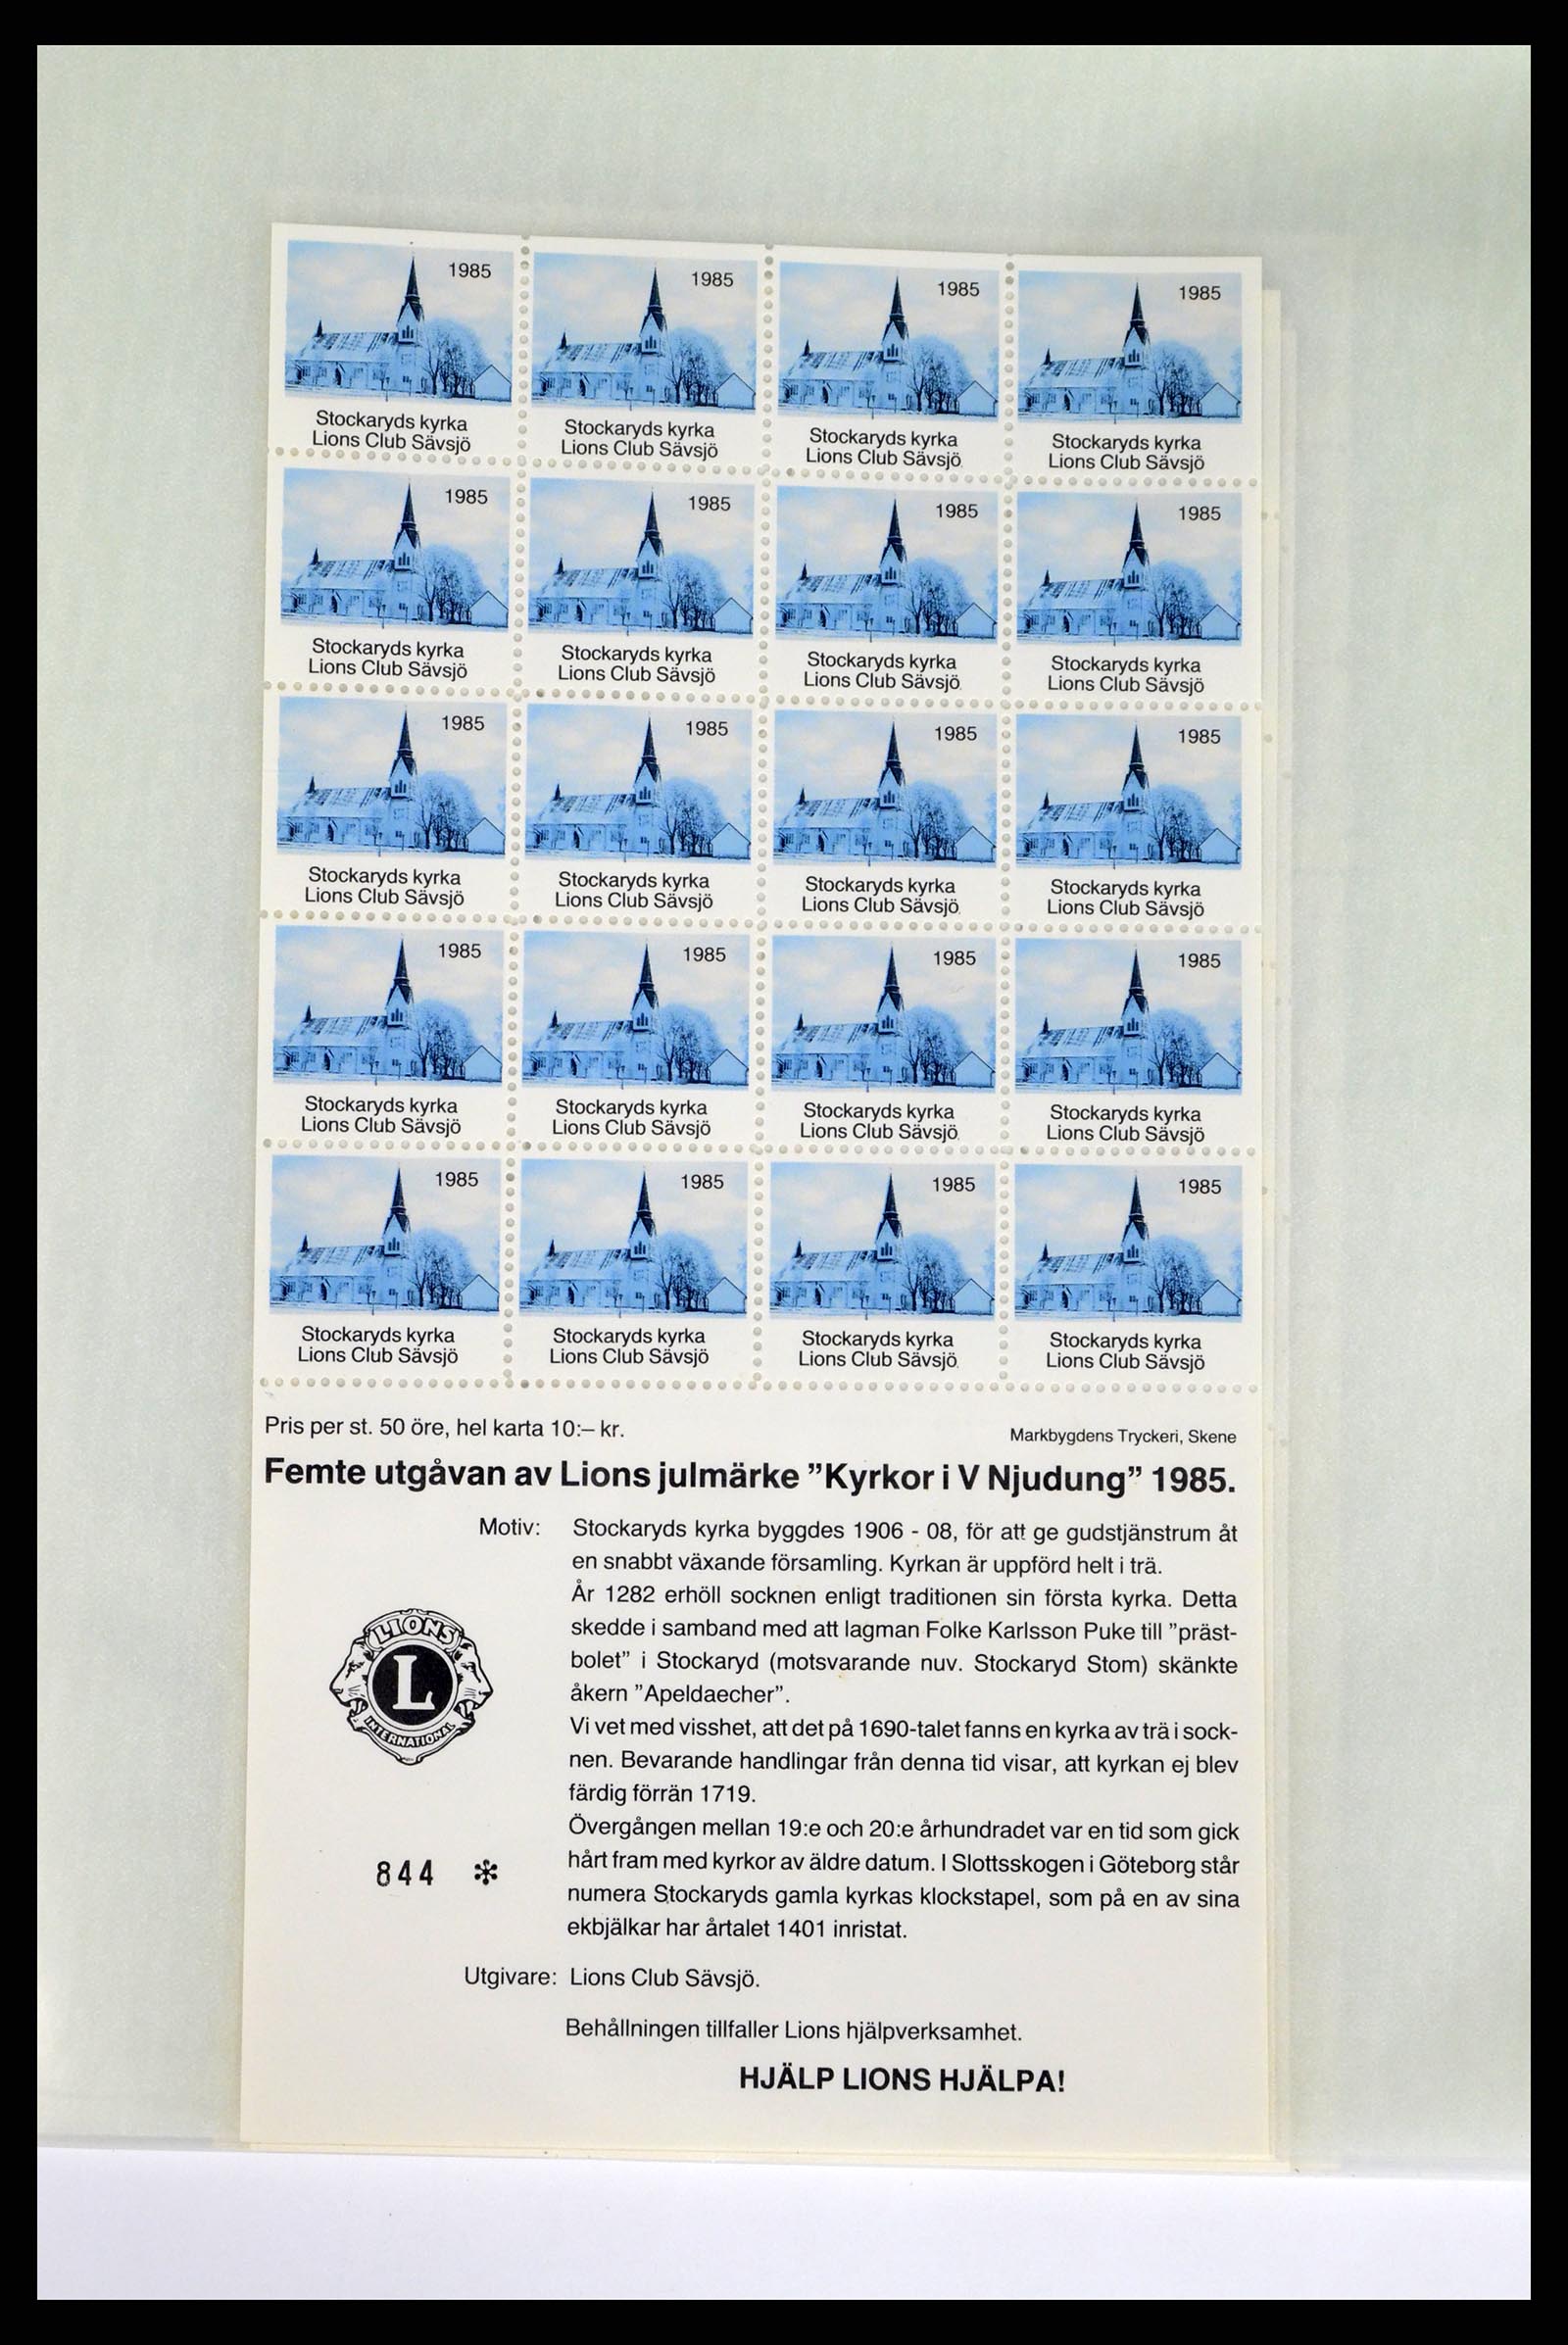 1985 1985 1985 1985
Stockaryds kyrka Stockaryds kyrka Stockaryds kyrka Stockaryds kyrka
Lions Club Sävsjö Lions Club Sävsjö Lions Club Sävsjö Lions Club Sävsjö
1985 1985 1985 1985
Stockaryds kyrka Stockaryds kyrka Stockaryds kyrka Stockaryds kyrka
Lions Club Sävsjö Lions Club Sävsjö Lions Club Sävsjö Lions Club Sävsjö
1985 1985 1985 1985
Stockaryds kyrka Stockaryds kyrka Stockaryds kyrka Stockaryds kyrka
Lions Club Sävsjö Lions Club Sävsjö Lions Club Sävsjö Lions Club Sävsjö
1985 1985 1985 1985
Stockaryds kyrka Stockaryds kyrka Stockaryds kyrka Stockaryds kyrka
Lions Club Sävsjö Lions Club Sävsjö Lions Club Sävsjö Lions Club Sävsjö
1985 1985 1985 1985
Stockaryds kyrka Stockaryds kyrka Stockaryds kyrka Stockaryds kyrka
Lions Club Sävsjö Lions Club Sävsjö Lions Club Sävsjö Lions Club Sävsjö
Pris per st. 50 öre, hel karta 10:– kr. Markbygdens Tryckeri, Skene
Femte utgåvan av Lions julmärke ”Kyrkor i V Njudung” 1985.
Motiv: Stockaryds kyrka byggdes 1906 - 08, för att ge gudstjänstrum åt
en snabbt växande församling. Kyrkan är uppförd helt i trä.
År 1282 erhöll socknen enligt traditionen sin första kyrka. Detta
skedde i samband med att lagman Folke Karlsson Puke till ”präst-
bolet” i Stockaryd (motsvarande nuv. Stockaryd Stom) skänkte
åkern ”Apeldaecher”.
Vi vet med visshet, att det på 1690-talet fanns en kyrka av trä i sock-
nen. Bevarande handlingar från denna tid visar, att kyrkan ej blev
färdig förrän 1719.
Övergången mellan 19:e och 20:e århundradet var en tid som gick
hårt fram med kyrkor av äldre datum. I Slottsskogen i Göteborg står
numera Stockaryds gamla kyrkas klockstapel, som på en av sina
ekbjälkar har årtalet 1401 inristat.
LIONS
L
INTERNATIONAL
844 ✻
Utgivare: Lions Club Sävsjö.
Behållningen tillfaller Lions hjälpverksamhet.
HJÄLP LIONS HJÄLPA!